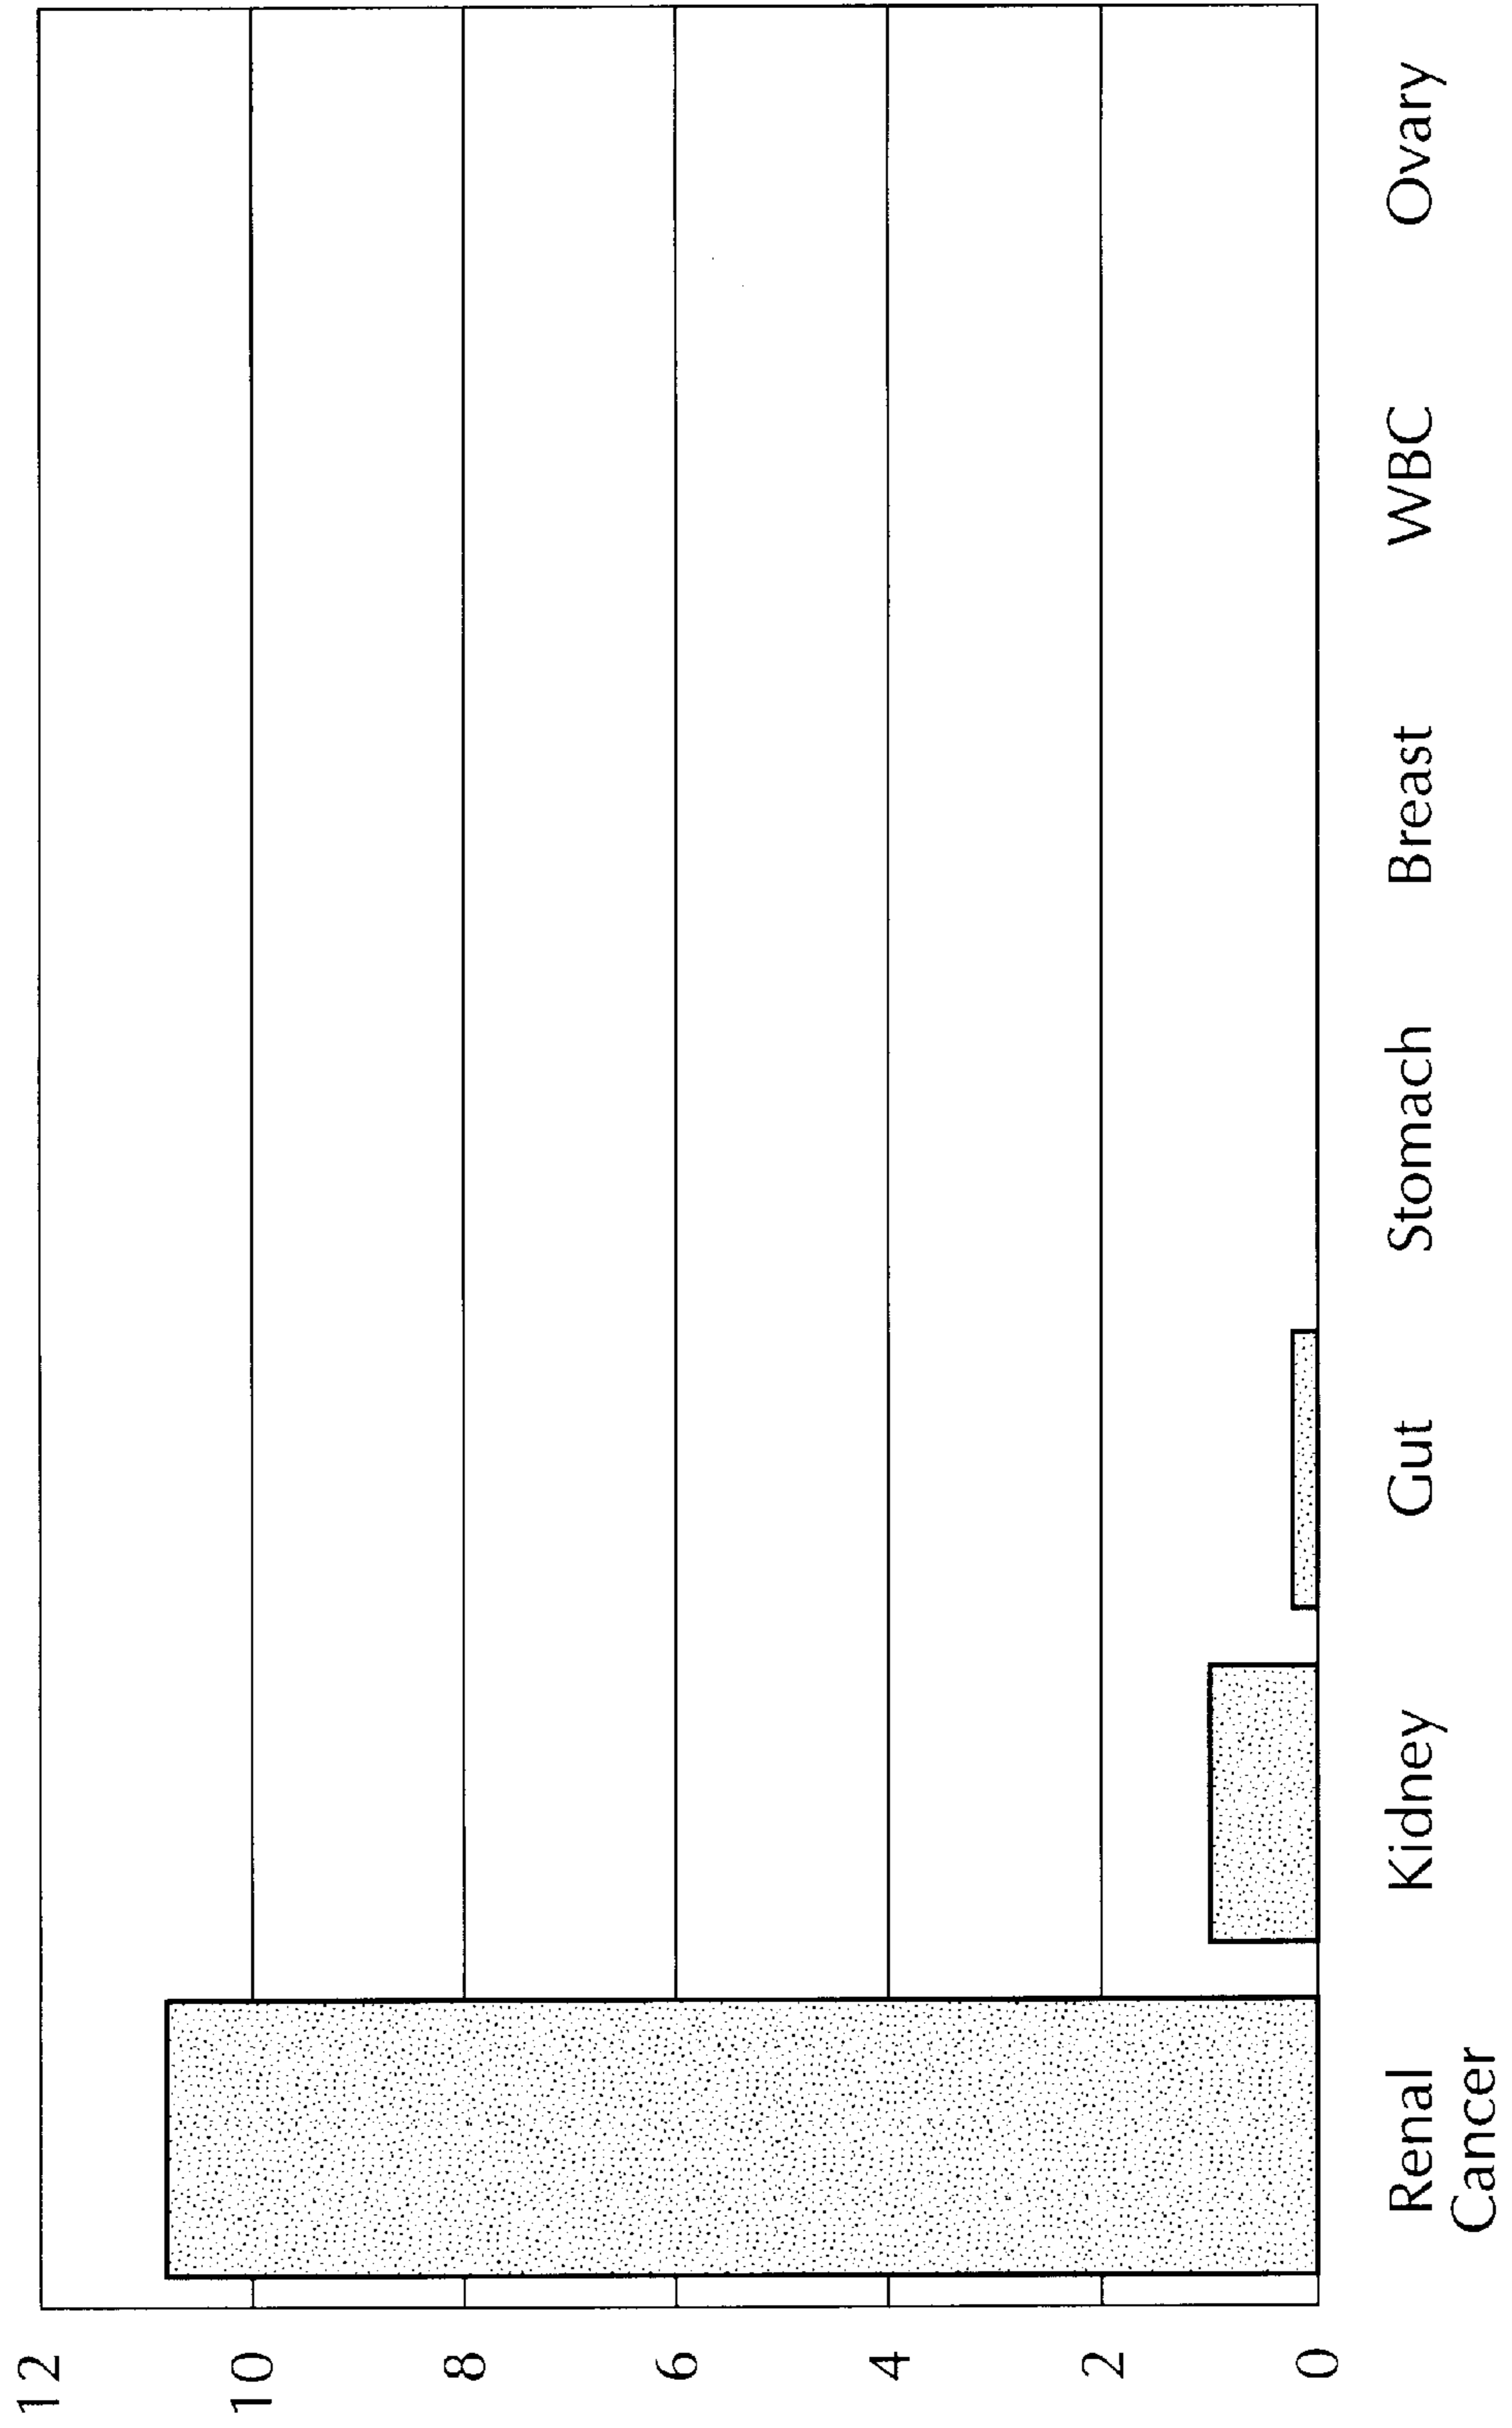 12
10
8
6
4
2
0
Renal
Cancer
Kidney
Gut
Stomach
Breast
WBC
Ovary